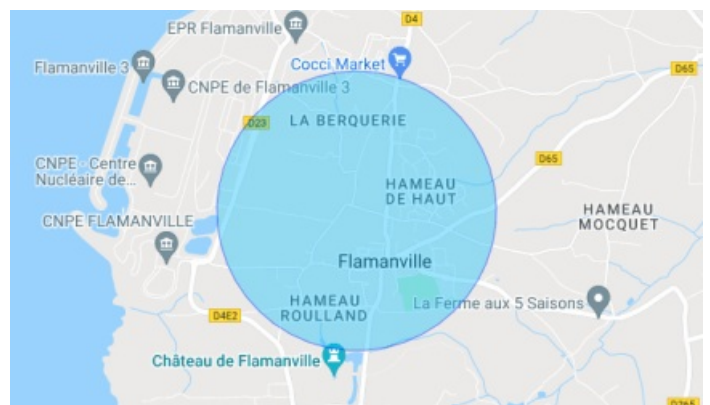 D4
EPR Flamanville
Cocci Market
Flamanville 3
D65
CNPE de Flamanville 3
D23
LA BERQUERIE
D65
CNPE - Centre
Nucléaire de...
HAMEAU
DE HAUT
HAMEAU
MOCQUET
CNPE FLAMANVILLE
Flamanville
HAMEAU
ROULLAND
La Ferme aux 5 Saisons
D4E2
Château de Flamanville